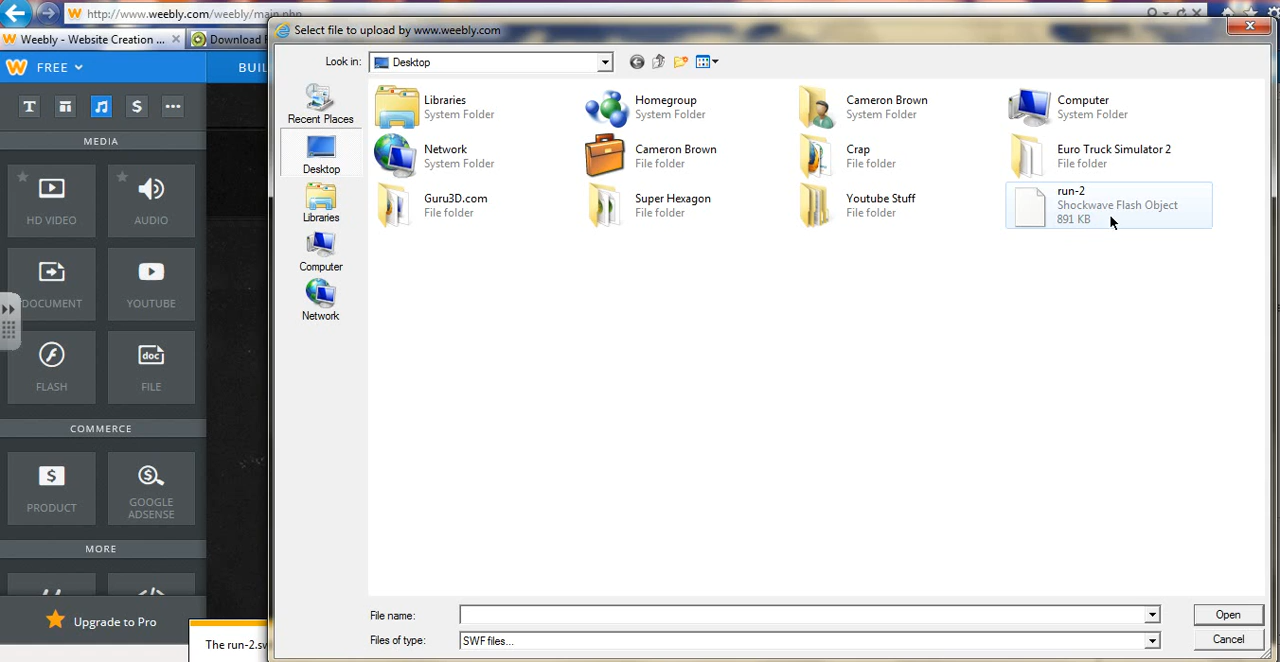 http://www.weebly.com/weebly/main.php
Weebly - Website Creation ...
Download
Select file to upload by www.weebly.com
FREE
BUIL
Look in:
Desktop
T
$
MEDIA
HD VIDEO
AUDIO
DOCUMENT
YOUTUBE
FLASH
doc
FILE
COMMERCE
$
PRODUCT
$
GOOGLE
ADSENSE
MORE
Upgrade to Pro
The run-2.sw
Recent Places
Desktop
Libraries
Computer
Network
Libraries
System Folder
Homegroup
System Folder
Cameron Brown
System Folder
Computer
System Folder
Network
System Folder
Cameron Brown
File folder
Crap
File folder
Euro Truck Simulator 2
File folder
Guru3D.com
File folder
Super Hexagon
File folder
Youtube Stuff
File folder
run-2
Shockwave Flash Object
891 KB
File name:
Open
Files of type:
SWF files...
Cancel